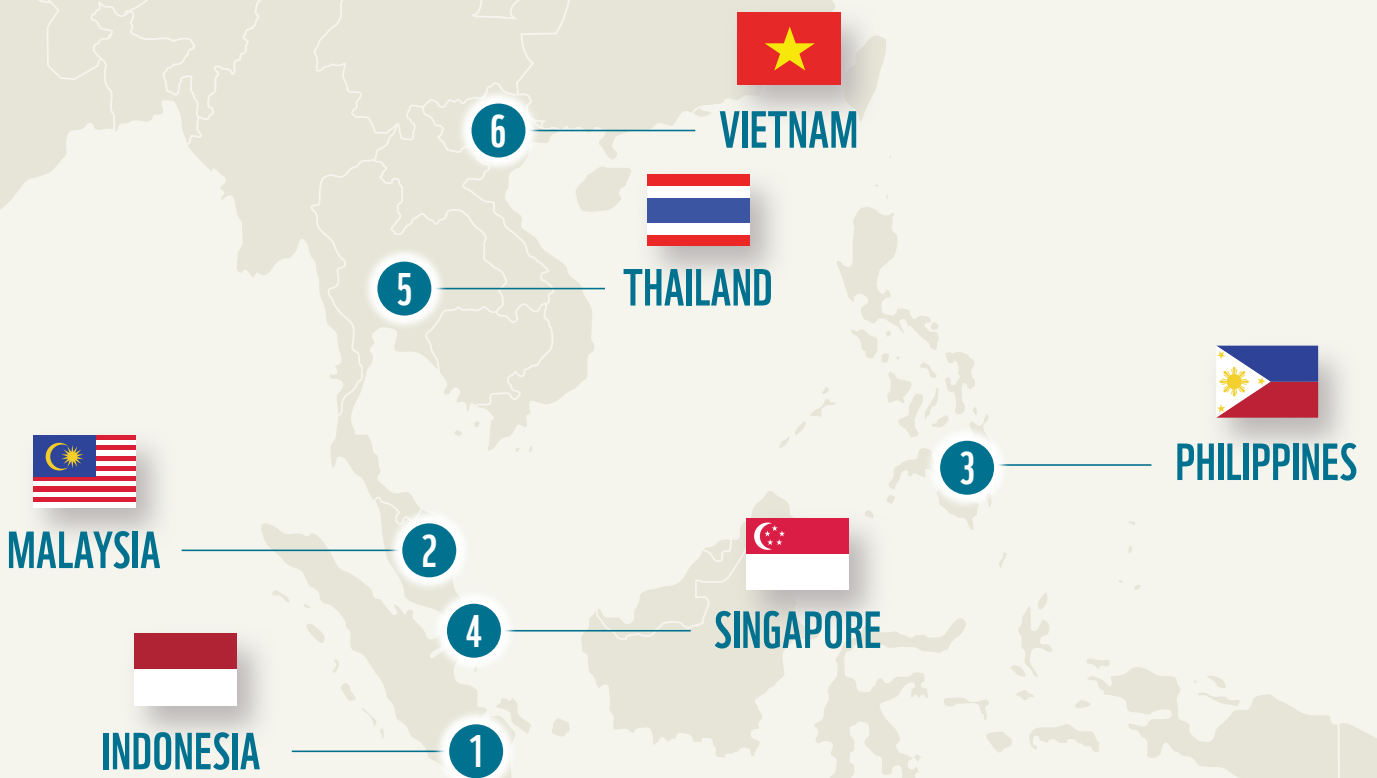 6
VIETNAM
5
THAILAND
3
PHILIPPINES
2
MALAYSIA
4
SINGAPORE
1
INDONESIA